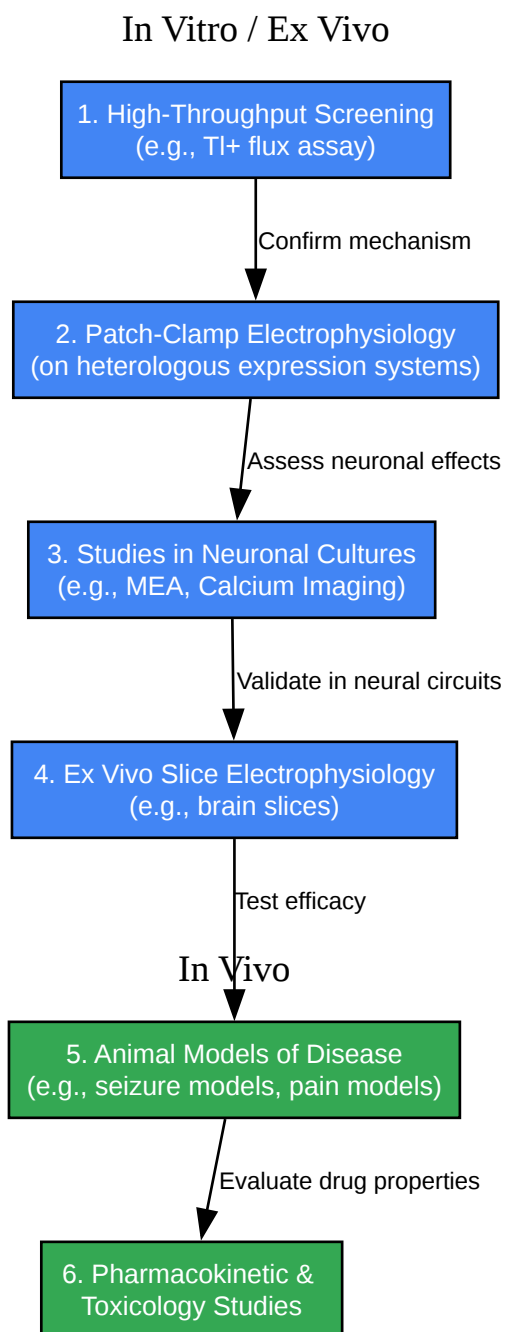 In Vitro / Ex Vivo
1. High-Throughput Screening
(e.g., Tl+ flux assay)
Confirm mechanism
2. Patch-Clamp Electrophysiology
(on heterologous expression systems)
Assess neuronal effects
3. Studies in Neuronal Cultures
(e.g., MEA, Calcium Imaging)
Validate in neural circuits
4. Ex Vivo Slice Electrophysiology
(e.g., brain slices)
Test efficacy
In Vivo
5. Animal Models of Disease
(e.g., seizure models, pain models)
Evaluate drug properties
6. Pharmacokinetic &
Toxicology Studies